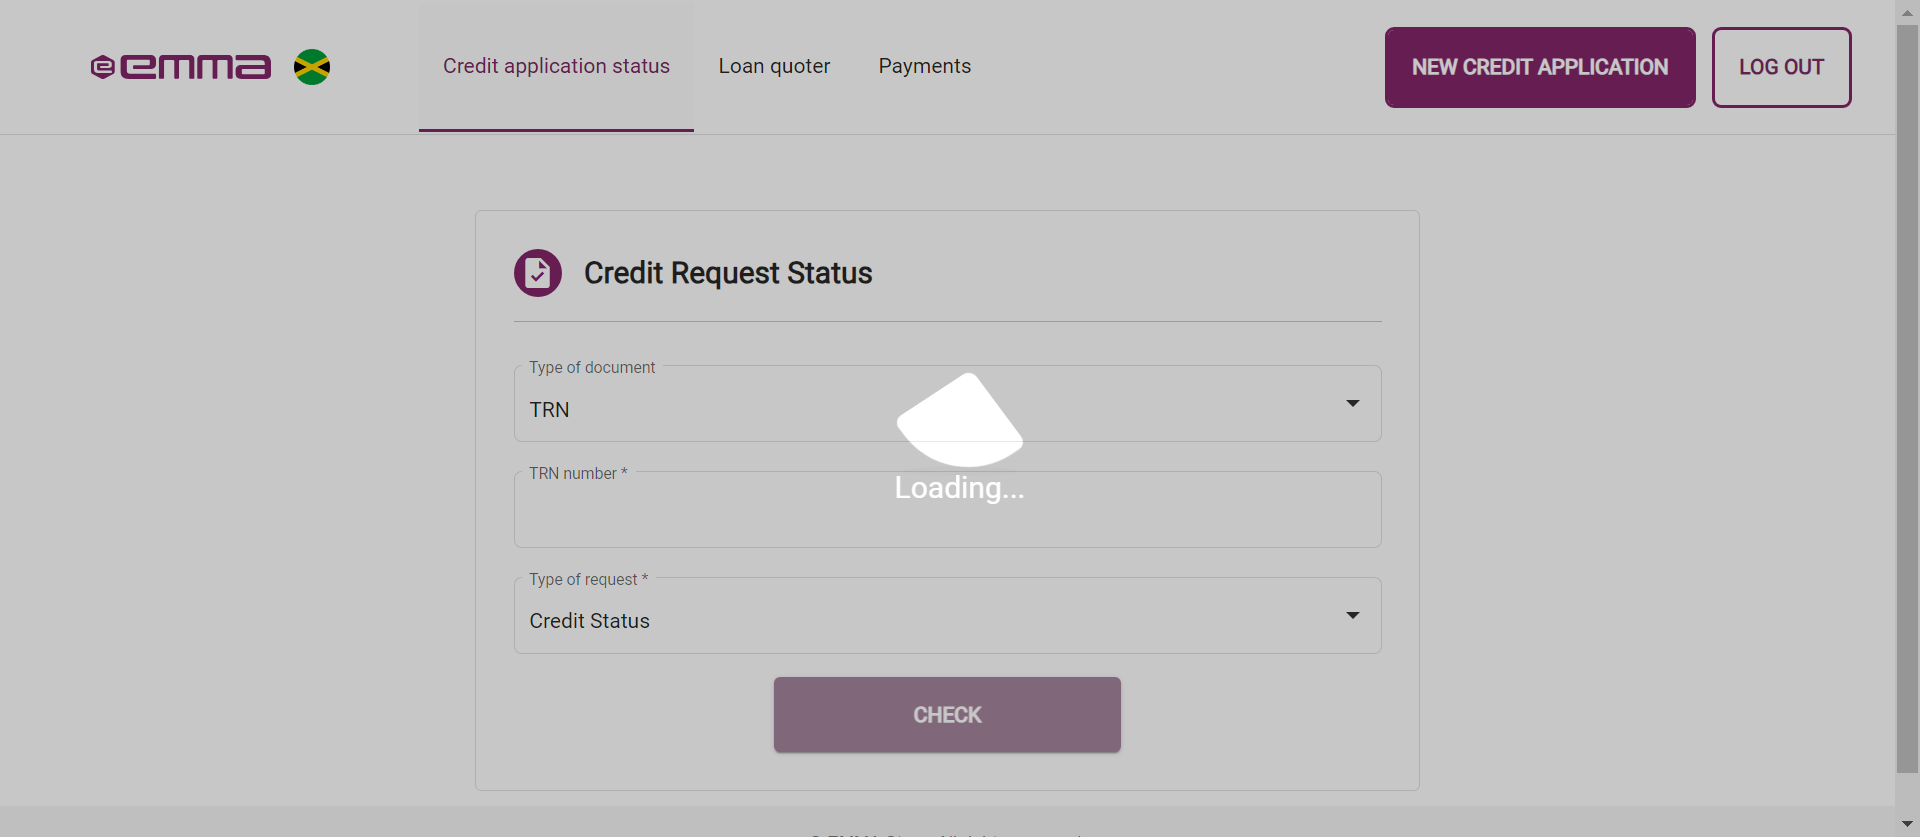 emma
Credit application status
Loan quoter
Payments
NEW CREDIT APPLICATION
LOG OUT
Credit Request Status
Type of document
TRN
Loading...
TRN number *
Type of request *
Credit Status
CHECK